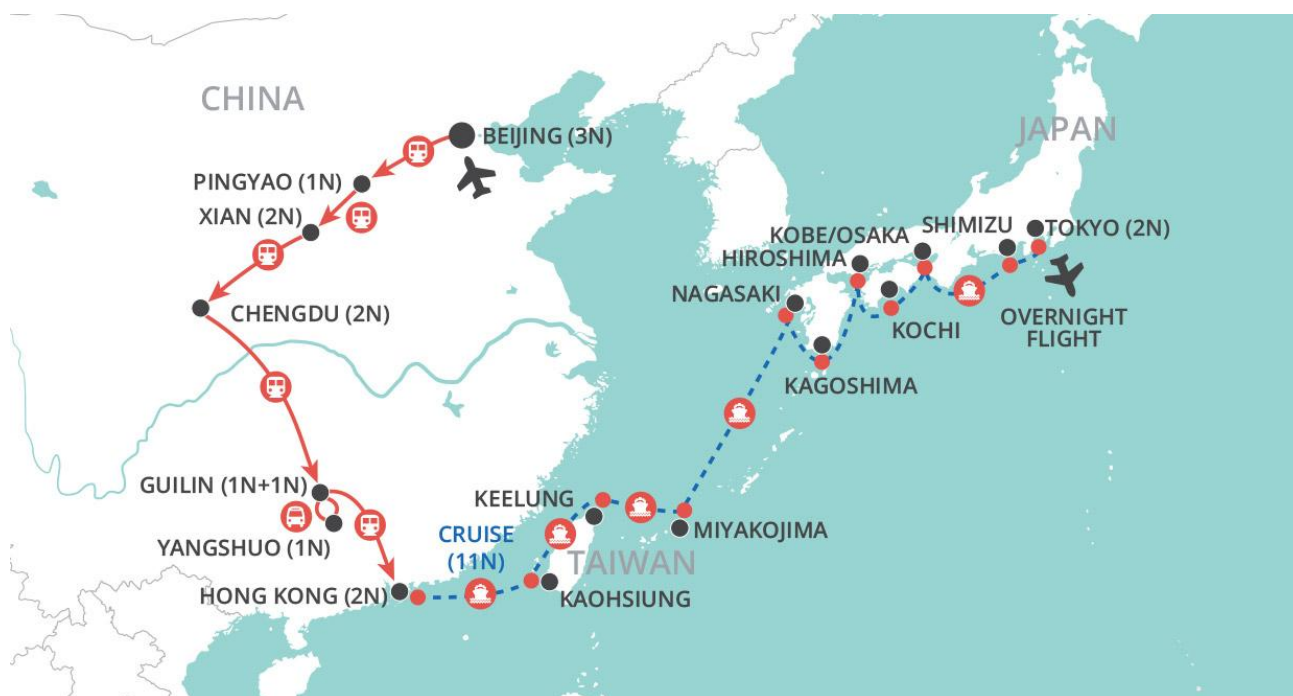 CHINA
JAPAN
BEIJING (3N)
PINGYAO (1N)
XIAN (2N)
CHENGDU (2N)
GUILIN (1N+1N)
YANGSHUO (1N)
HONG KONG (2N)
CRUISE
(11N)
KEELUNG
TAIWAN
KAOHSIUNG
MIYAKOJIMA
NAGASAKI
KAGOSHIMA
HIROSHIMA
KOBE/OSAKA
KOCHI
SHIMIZU
TOKYO (2N)
OVERNIGHT
FLIGHT